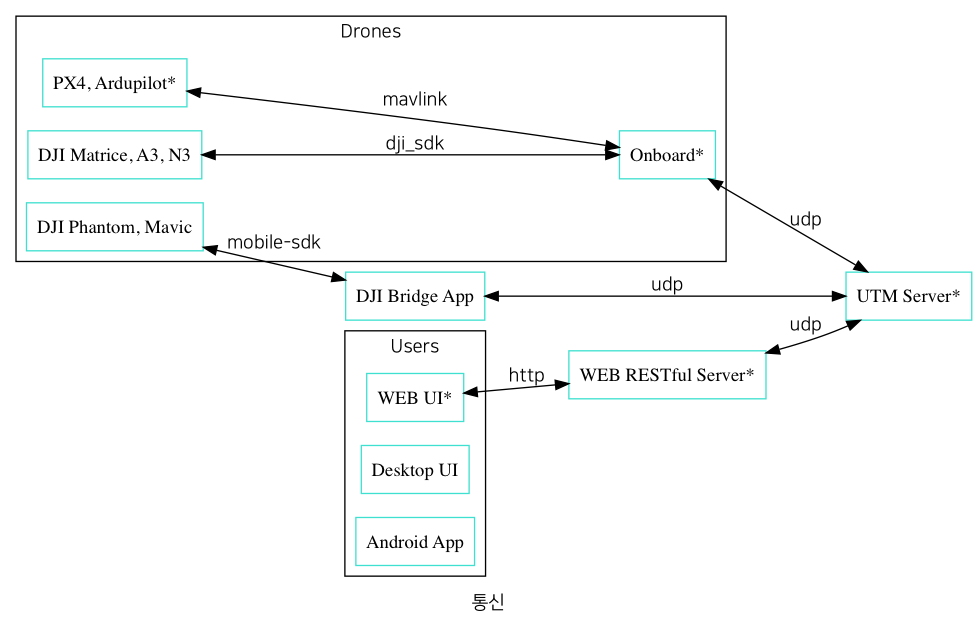 Drones
PX4, Ardupilot*
mavlink
DJI Matrice, A3, N3
dji_sdk
Onboard*
DJI Phantom, Mavic
mobile-sdk
udp
DJI Bridge App
udp
UTM Server*
udp
Users
WEB UI*
http
WEB RESTful Server*
Desktop UI
Android App
통신